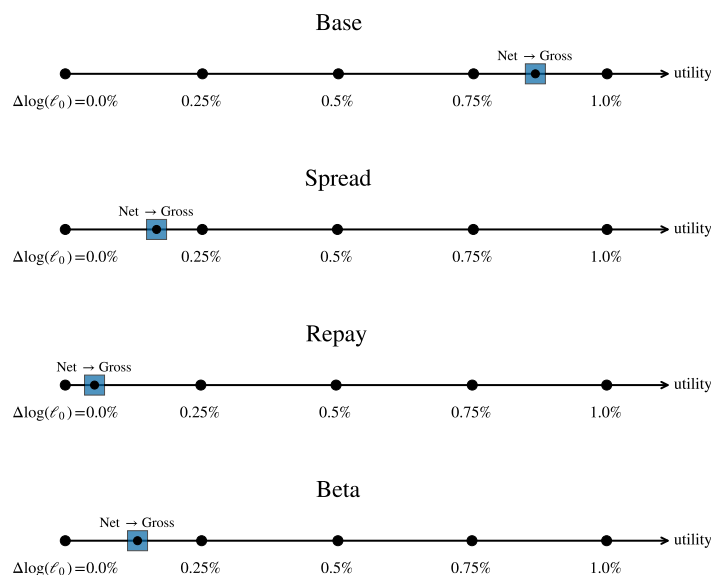 Base
Net → Gross
utility
Δlog(ℓ₀)=0.0% 0.25% 0.5% 0.75% 1.0%
Spread
Net → Gross
utility
Δlog(ℓ₀)=0.0% 0.25% 0.5% 0.75% 1.0%
Repay
Net → Gross
utility
Δlog(ℓ₀)=0.0% 0.25% 0.5% 0.75% 1.0%
Beta
Net → Gross
utility
Δlog(ℓ₀)=0.0% 0.25% 0.5% 0.75% 1.0%